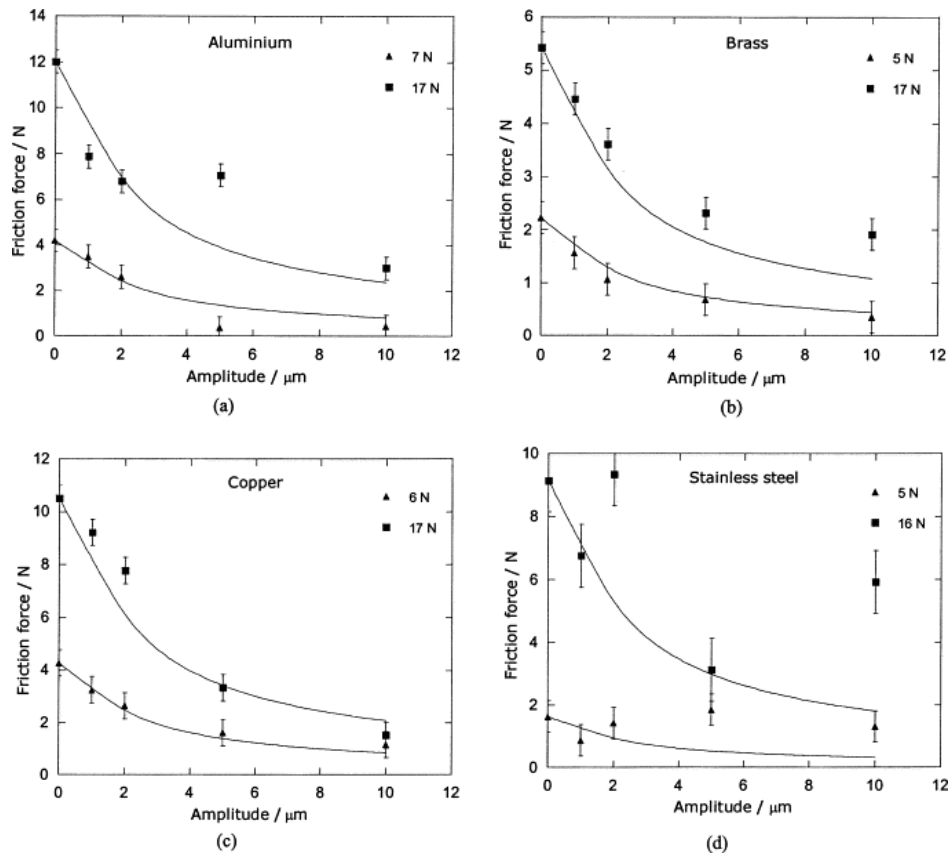 Aluminium
7 N
17 N
14
12
10
8
6
4
2
0
Friction force / N
0 2 4 6 8 10 12
Amplitude / μm
(a)
Brass
5 N
17 N
6
5
4
3
2
1
0
Friction force / N
0 2 4 6 8 10 12
Amplitude / μm
(b)
Copper
6 N
17 N
12
10
8
6
4
2
0
Friction force / N
0 2 4 6 8 10 12
Amplitude / μm
(c)
Stainless steel
5 N
16 N
10
8
6
4
2
0
Friction force / N
0 2 4 6 8 10 12
Amplitude / μm
(d)